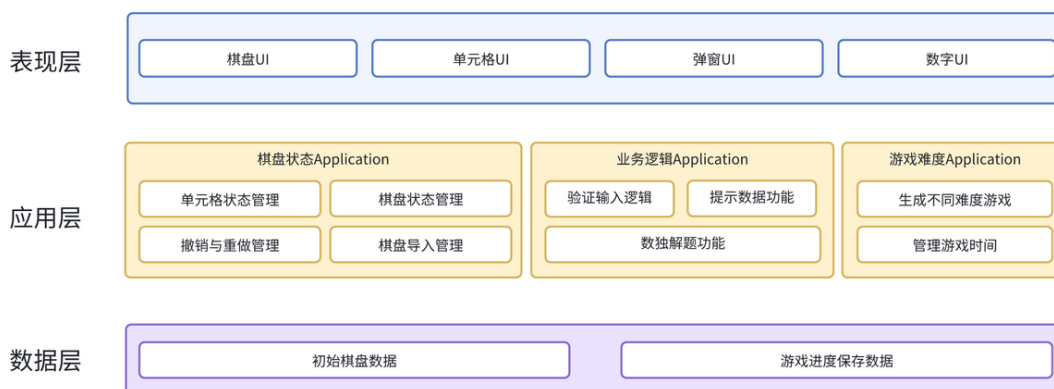 表现层
棋盘UI
单元格UI
弹窗UI
数字UI
应用层
棋盘状态Application
单元格状态管理
棋盘状态管理
撤销与重做管理
棋盘导入管理
业务逻辑Application
验证输入逻辑
提示数据功能
数独解题功能
游戏难度Application
生成不同难度游戏
管理游戏时间
数据层
初始棋盘数据
游戏进度保存数据